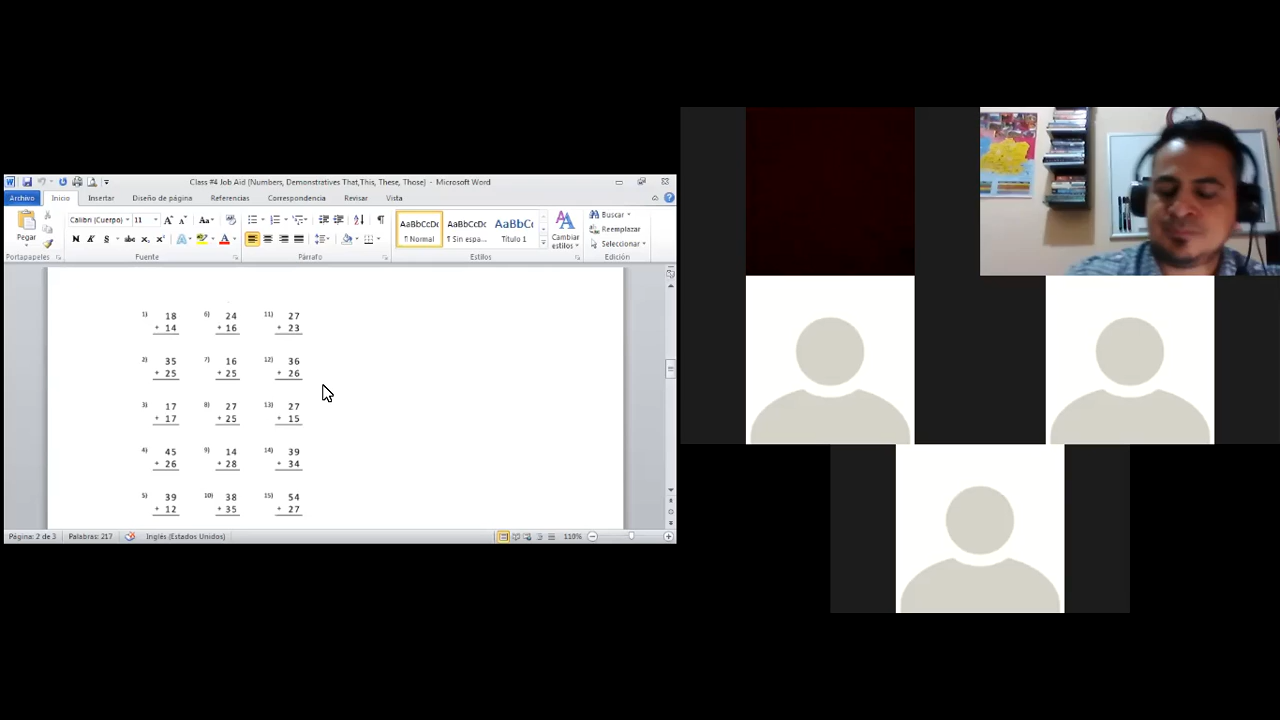 Class #4 Job Aid (Numbers, Demonstratives That,This, These, Those) - Microsoft Word
Archivo Inicio Insertar Diseño de página Referencias Correspondencia Revisar Vista
Calibri (Cuerpo) 11
AaBbCcDc AaBbCcDc AaBbC
Pegar
N K S abc x₂ x² A A
¶ Normal ¶ Sin espa... Título 1
Cambiar estilos
Buscar
Reemplazar
Seleccionar
Portapapeles Fuente Párrafo Estilos Edición
1) 18 6) 24 11) 27
+ 14 + 16 + 23
2) 35 7) 16 12) 36
+ 25 + 25 + 26
3) 17 8) 27 13) 27
+ 17 + 25 + 15
4) 45 9) 14 14) 39
+ 26 + 28 + 34
5) 39 10) 38 15) 54
+ 12 + 35 + 27
Página: 2 de 3 Palabras: 217 Inglés (Estados Unidos) 110%